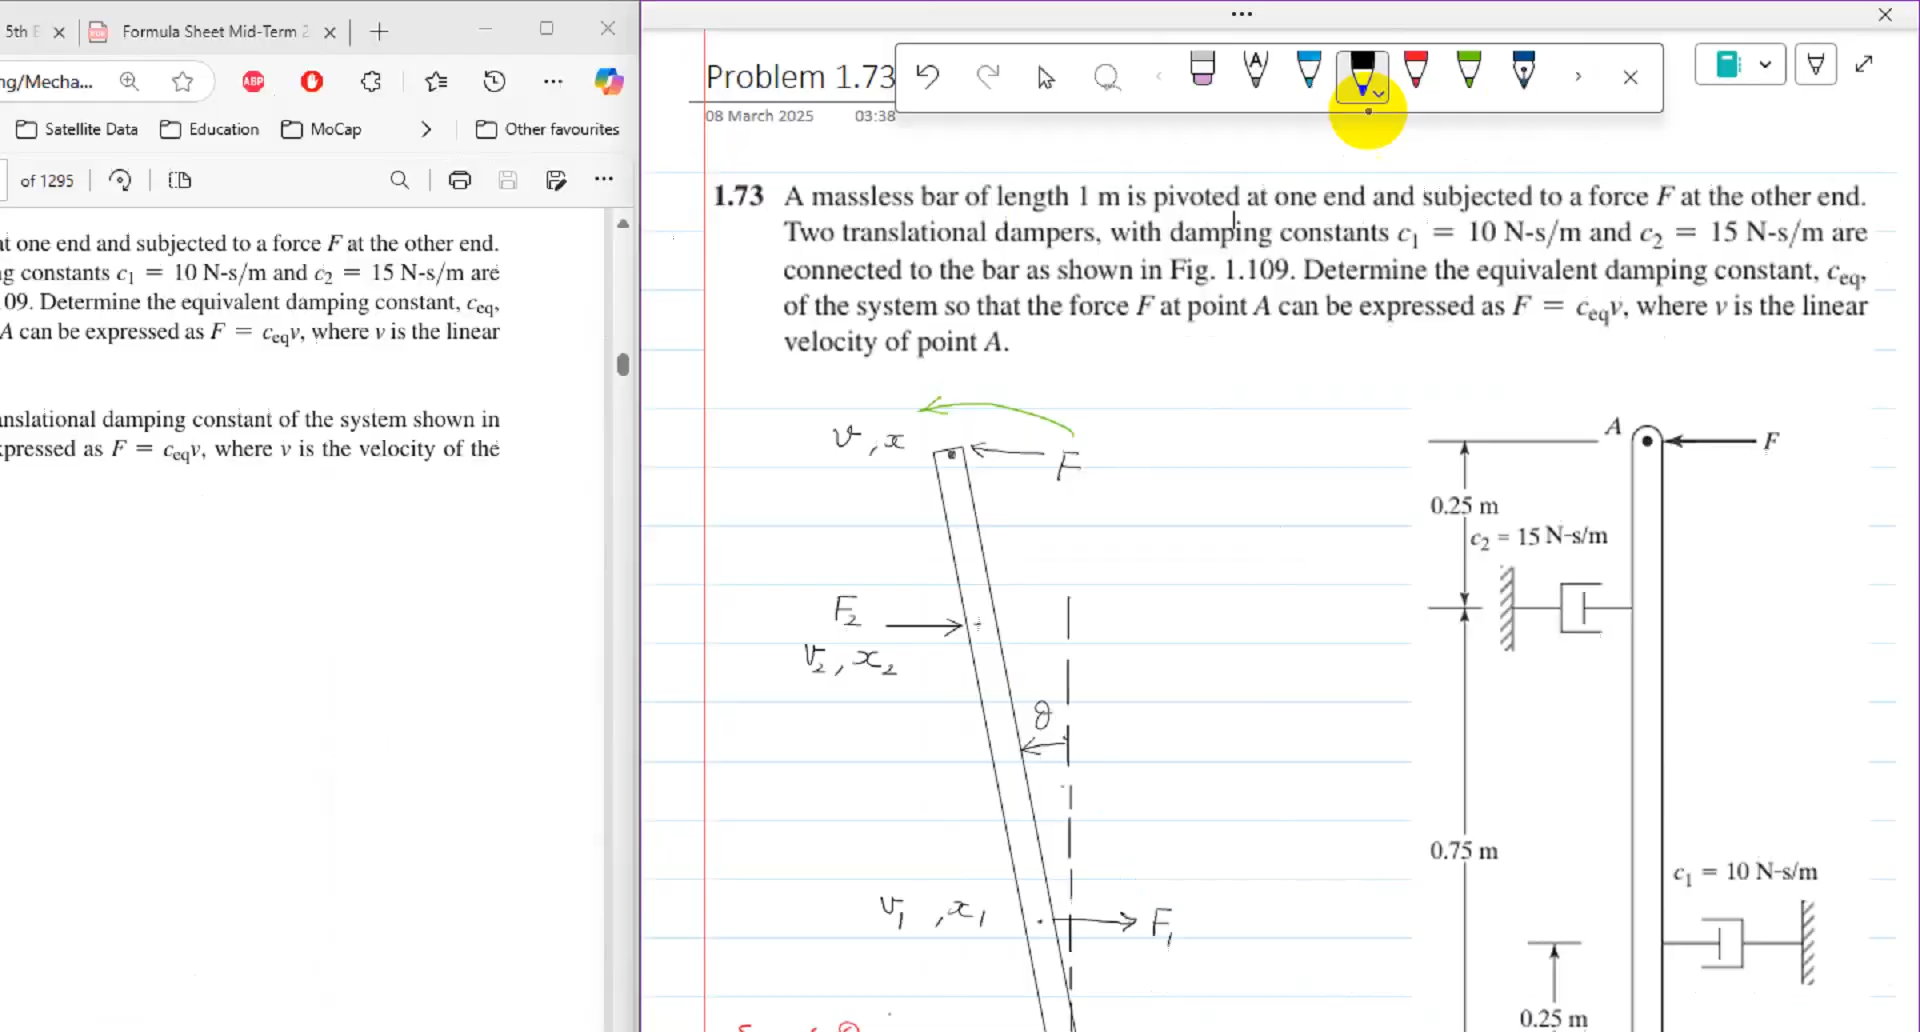 5th E
Formula Sheet Mid-Term 2
ng/Mecha...
ABP
Satellite Data
Education
MoCap
Other favourites
of 1295
at one end and subjected to a force F at the other end.
g constants c1 = 10 N-s/m and c2 = 15 N-s/m are
09. Determine the equivalent damping constant, ceq,
A can be expressed as F = ceqv, where v is the linear
anslational damping constant of the system shown in
xpressed as F = ceqv, where v is the velocity of the
Problem 1.73
08 March 2025 03:38
1.73 A massless bar of length 1 m is pivoted at one end and subjected to a force F at the other end.
Two translational dampers, with damping constants c1 = 10 N-s/m and c2 = 15 N-s/m are
connected to the bar as shown in Fig. 1.109. Determine the equivalent damping constant, ceq,
of the system so that the force F at point A can be expressed as F = ceqv, where v is the linear
velocity of point A.
v, x
F
F2
v2, x2
θ
v1, x1
F1
A
F
0.25 m
c2 = 15 N-s/m
0.75 m
c1 = 10 N-s/m
0.25 m